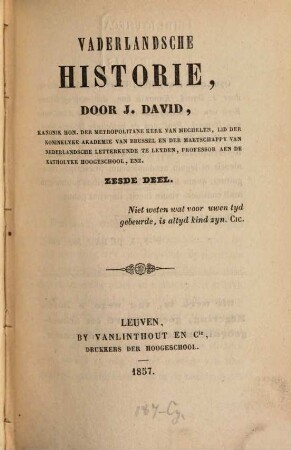 VADERLANDSCHE
HISTORIE,
DOOR J. DAVID,
KANONIK HON. DER METROPOLITANE KERK VAN MECHELEN, LID DER
KONINELYKE AKADEMIE VAN BRUSSEL EN DER MAETSCHAPPY VAN
NEDERLANDSCHE LETTERKUNDE TE LEYDEN, PROFESSOR AEN DE
KATHOLYKE HOOGESCHOOL, ENZ.
ZESDE DEEL.
Niet weten wat voor uwen tyd
gebeurde, is altyd kind zyn. CIC.
LEUVEN,
BY VANLINTHOUT EN Cie,
DRUKKERS DER HOOGESCHOOL.
1857.